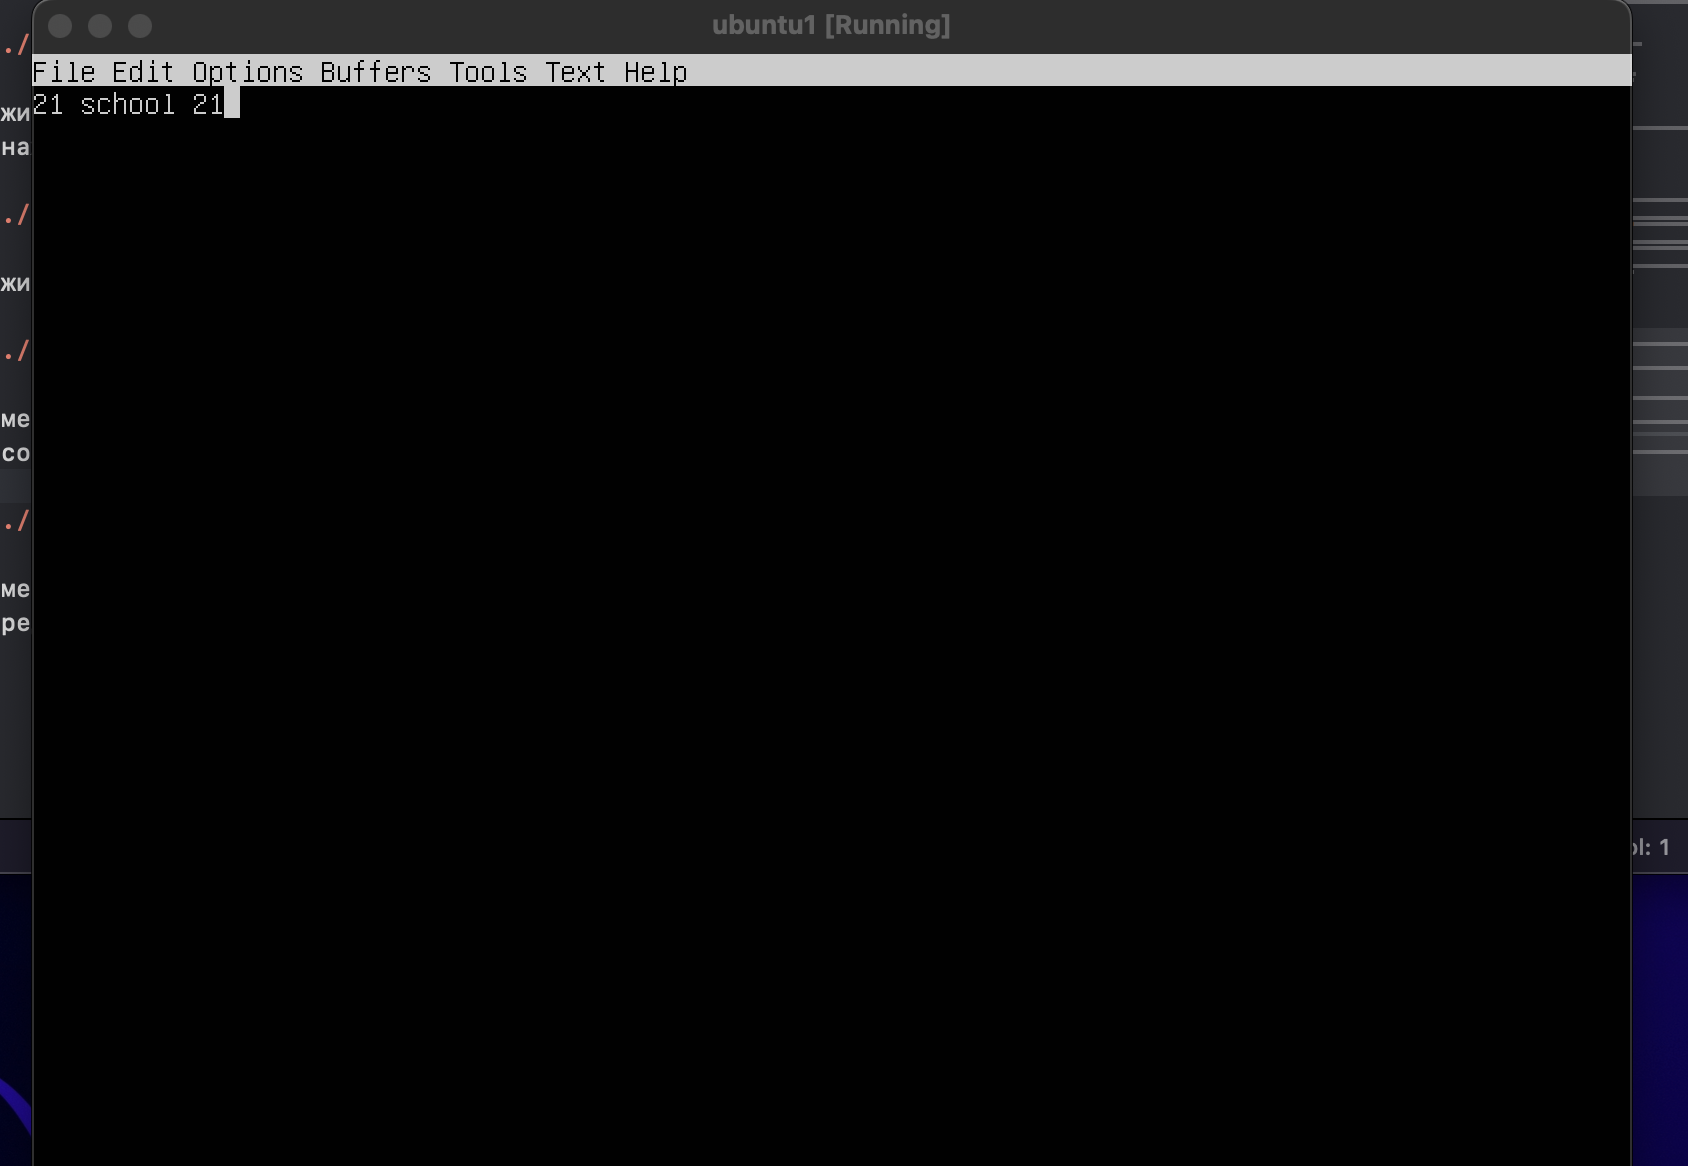 ubuntu1 [Running]
File Edit Options Buffers Tools Text Help
21 school 21
./
жи
на
./
жи
./
ме
со
./
ме
ре
ol: 1